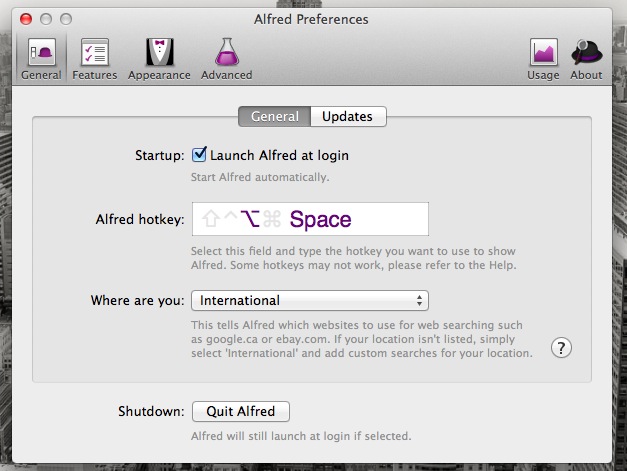 Alfred Preferences
General Features Appearance Advanced Usage About
General Updates
Startup: Launch Alfred at login
Start Alfred automatically.
Alfred hotkey: ⇧^⌥⌘ Space
Select this field and type the hotkey you want to use to show
Alfred. Some hotkeys may not work, please refer to the Help.
Where are you: International
This tells Alfred which websites to use for web searching such
as google.ca or ebay.com. If your location isn't listed, simply
select 'International' and add custom searches for your location.
?
Shutdown: Quit Alfred
Alfred will still launch at login if selected.